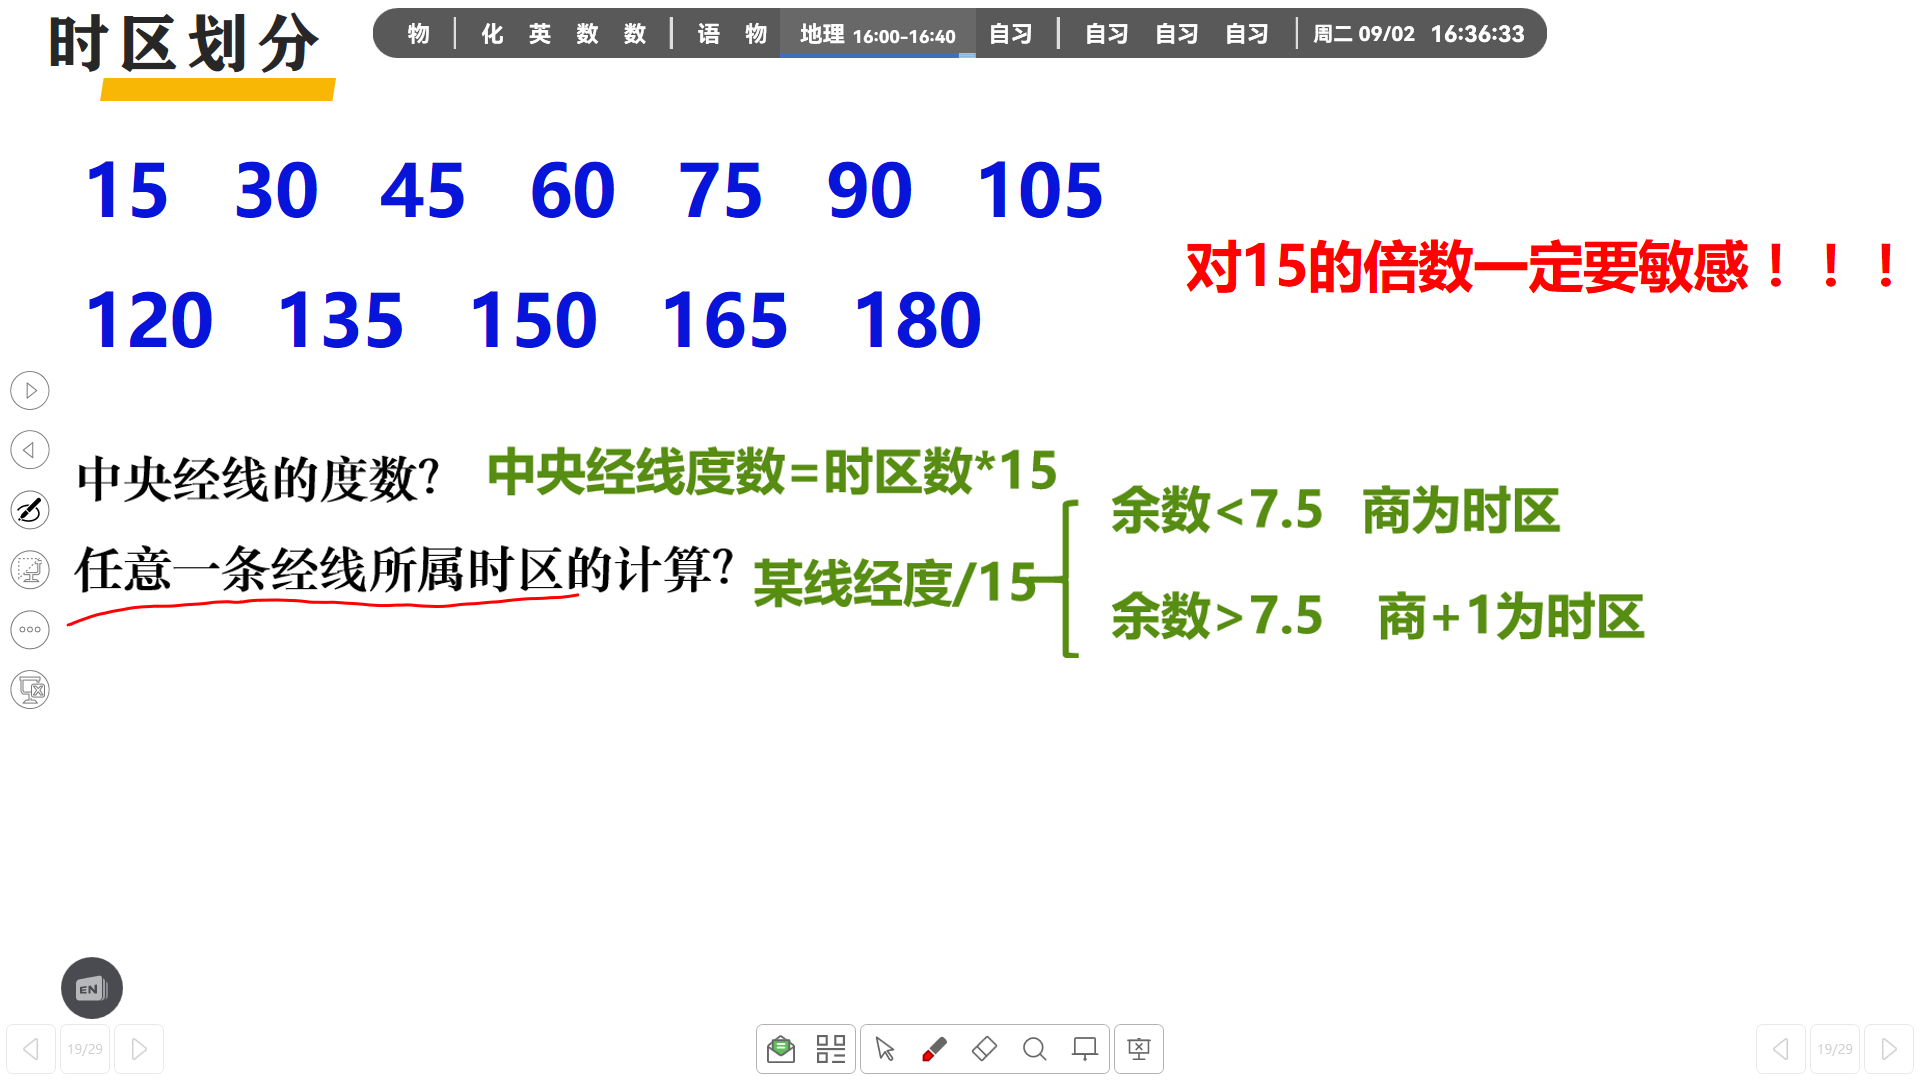 时区划分
物 | 化 英 数 数 | 语 物 地理 16:00-16:40 自习 | 自习 自习 自习 | 周二 09/02 16:36:33
15 30 45 60 75 90 105
对15的倍数一定要敏感！！！
120 135 150 165 180
中央经线的度数? 中央经线度数=时区数*15
余数<7.5 商为时区
任意一条经线所属时区的计算? 某线经度/15
余数>7.5 商+1为时区
EN
19/29
19/29